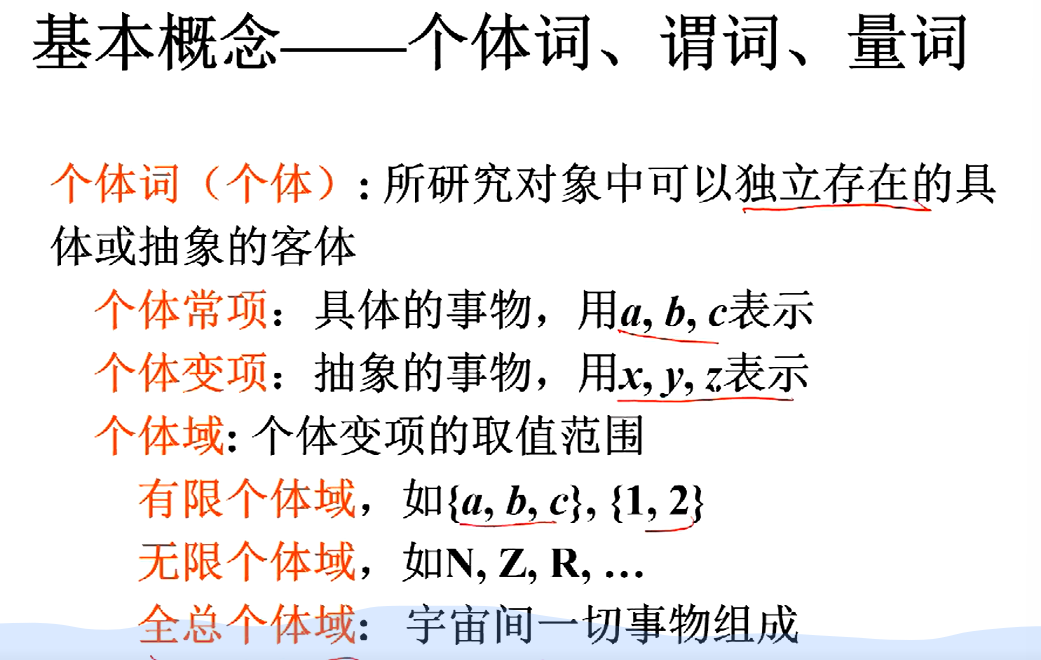 基本概念——个体词、谓词、量词
个体词（个体）: 所研究对象中可以独立存在的具
体或抽象的客体
个体常项：具体的事物，用a, b, c表示
个体变项：抽象的事物，用x, y, z表示
个体域: 个体变项的取值范围
有限个体域，如{a, b, c}, {1, 2}
无限个体域，如N, Z, R, …
全总个体域： 宇宙间一切事物组成